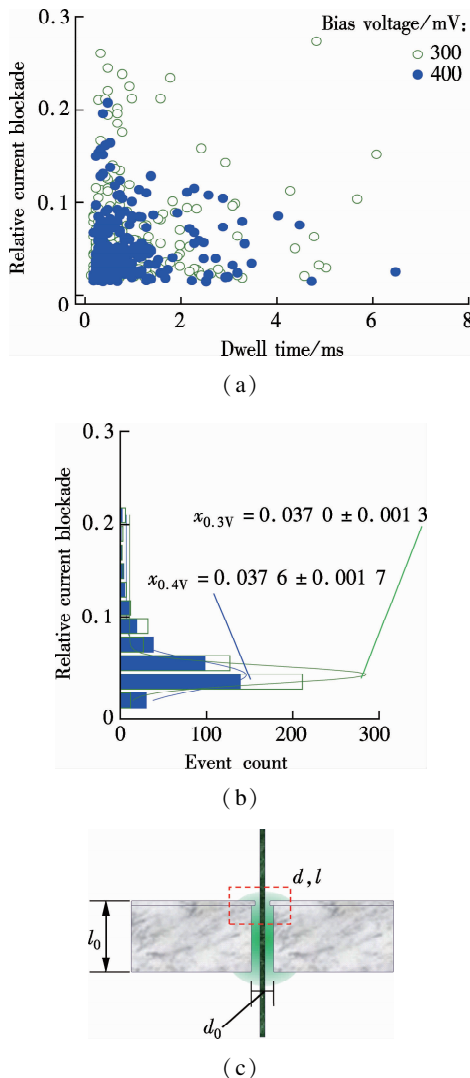 Bias voltage/mV:
300
400
0.3
0.2
0.1
0
Relative current blockade
0 2 4 6 8
Dwell time/ms
(a)
0.3
0.2
0.1
0
Relative current blockade
x0.3V = 0.037 0 ± 0.001 3
x0.4V = 0.037 6 ± 0.001 7
0 100 200 300
Event count
(b)
d, l
l0
d0
(c)